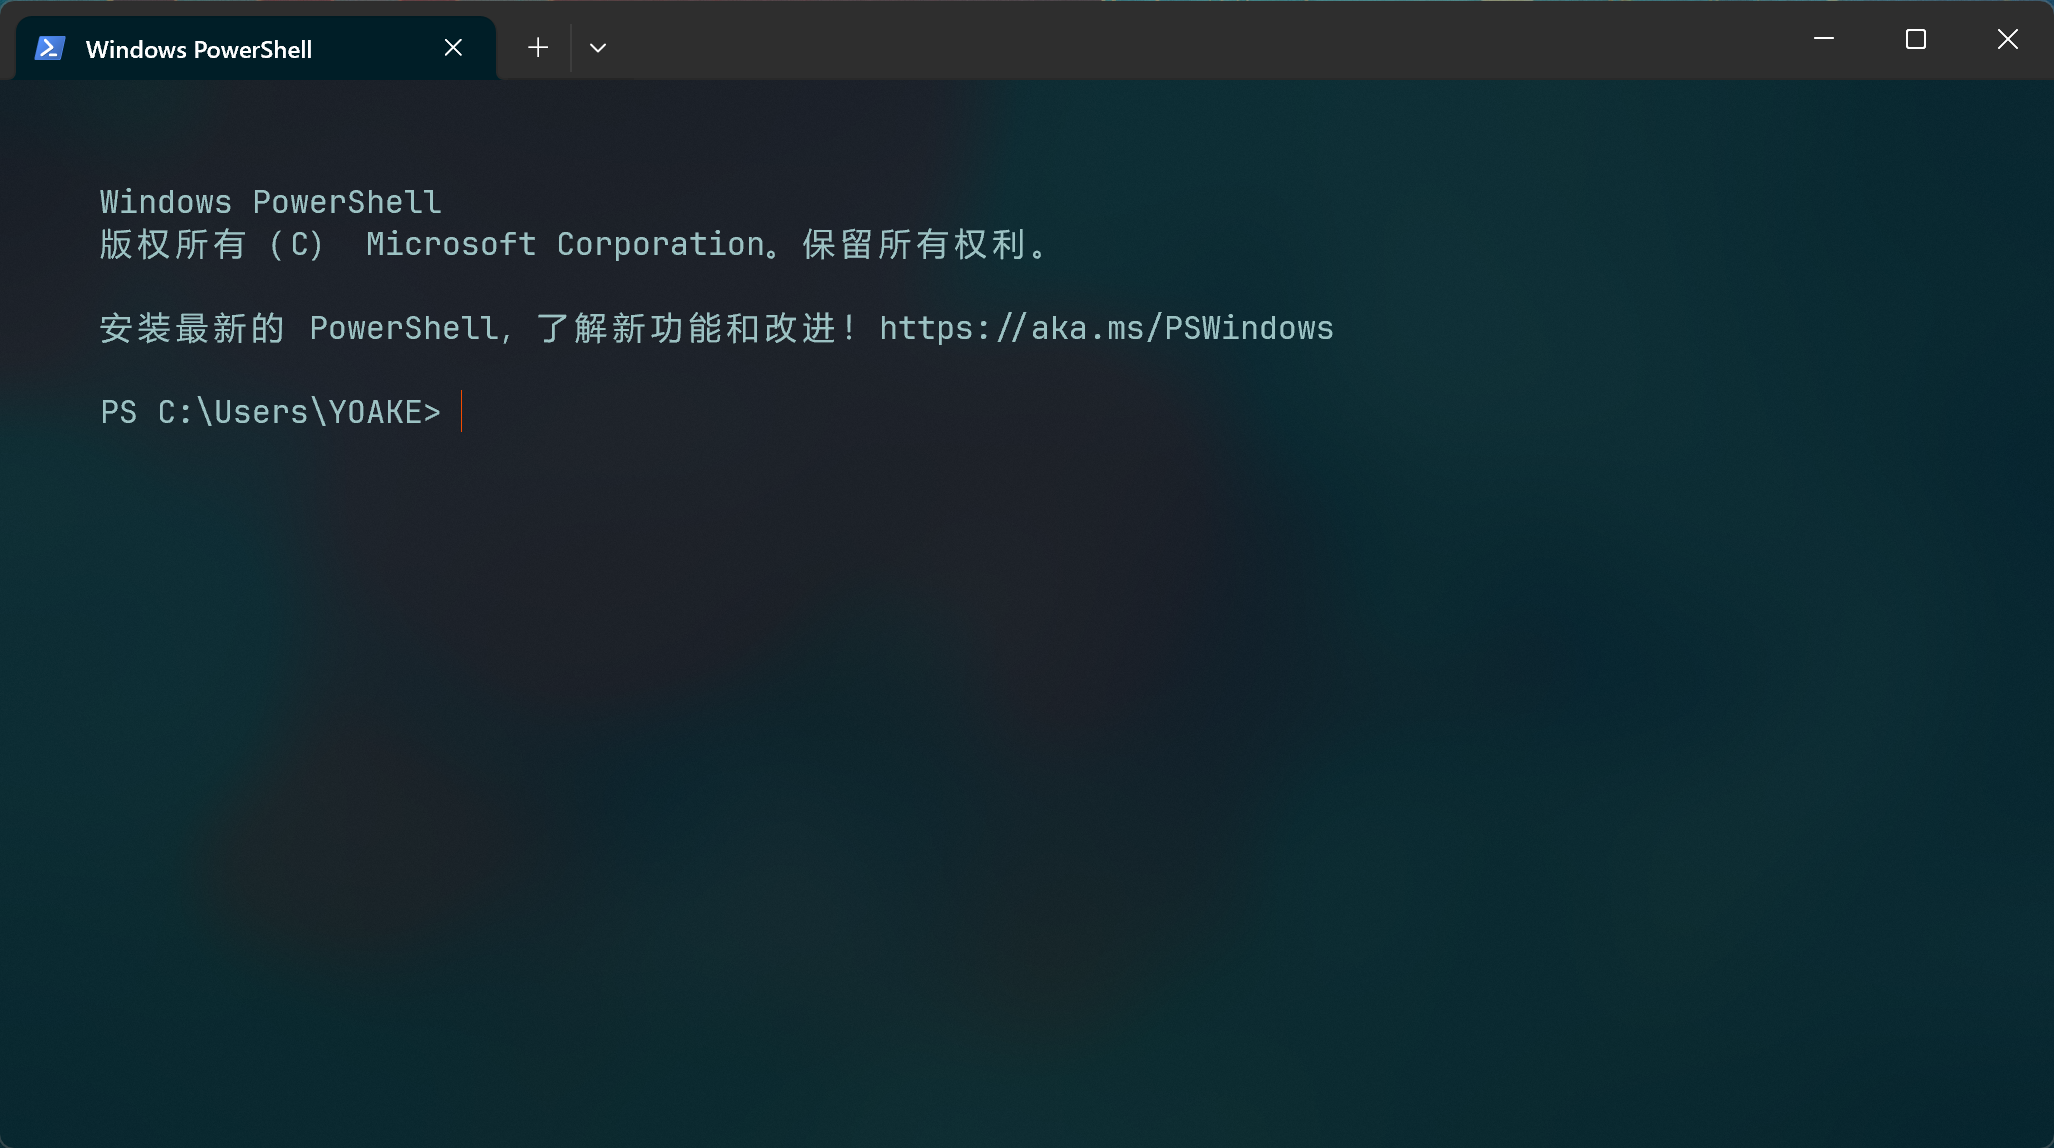 Windows PowerShell
Windows PowerShell
版权所有 (C)  Microsoft Corporation。保留所有权利。
安装最新的 PowerShell，了解新功能和改进！https://aka.ms/PSWindows
PS C:\Users\YOAKE>